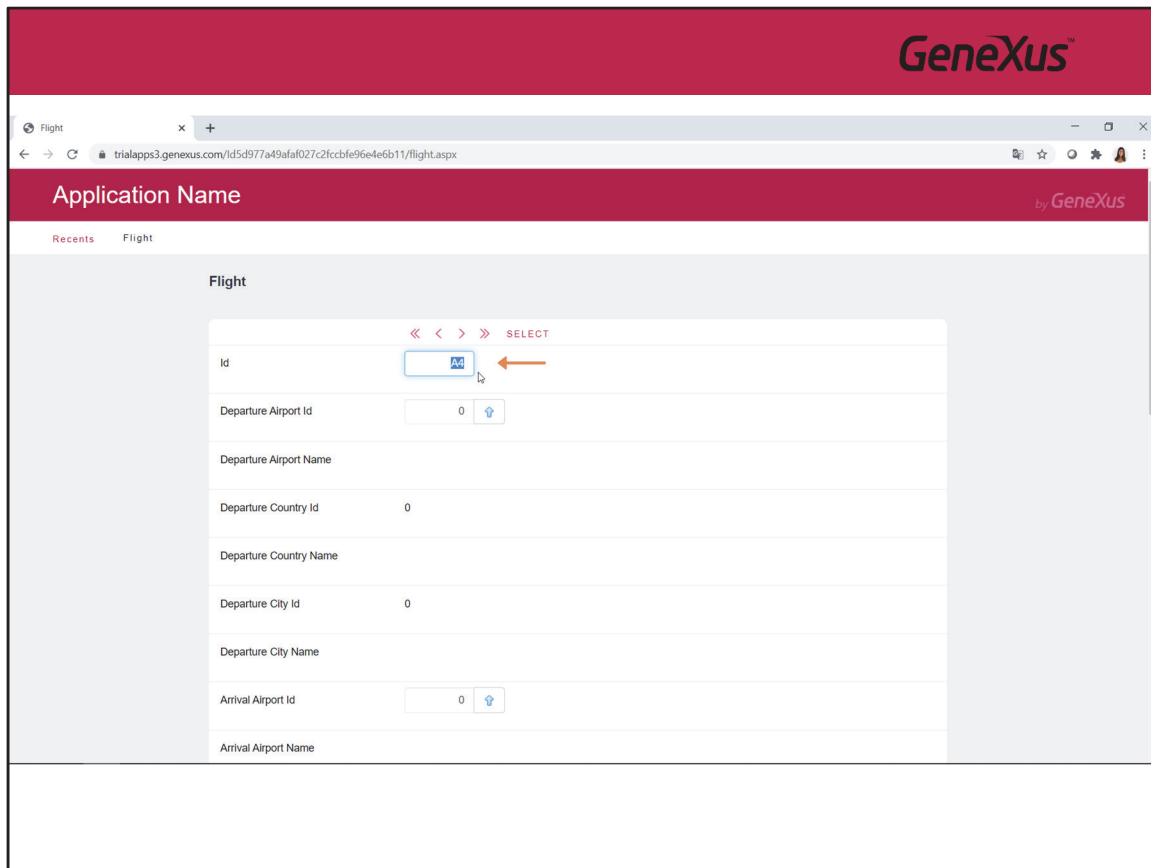 GeneXus™
Flight
trialapps3.genexus.com/Id5d977a49afaf027c2fccbfe96e4e6b11/flight.aspx
Application Name
by GeneXus
Recents Flight
Flight
SELECT
Id A4
Departure Airport Id 0
Departure Airport Name
Departure Country Id 0
Departure Country Name
Departure City Id 0
Departure City Name
Arrival Airport Id 0
Arrival Airport Name